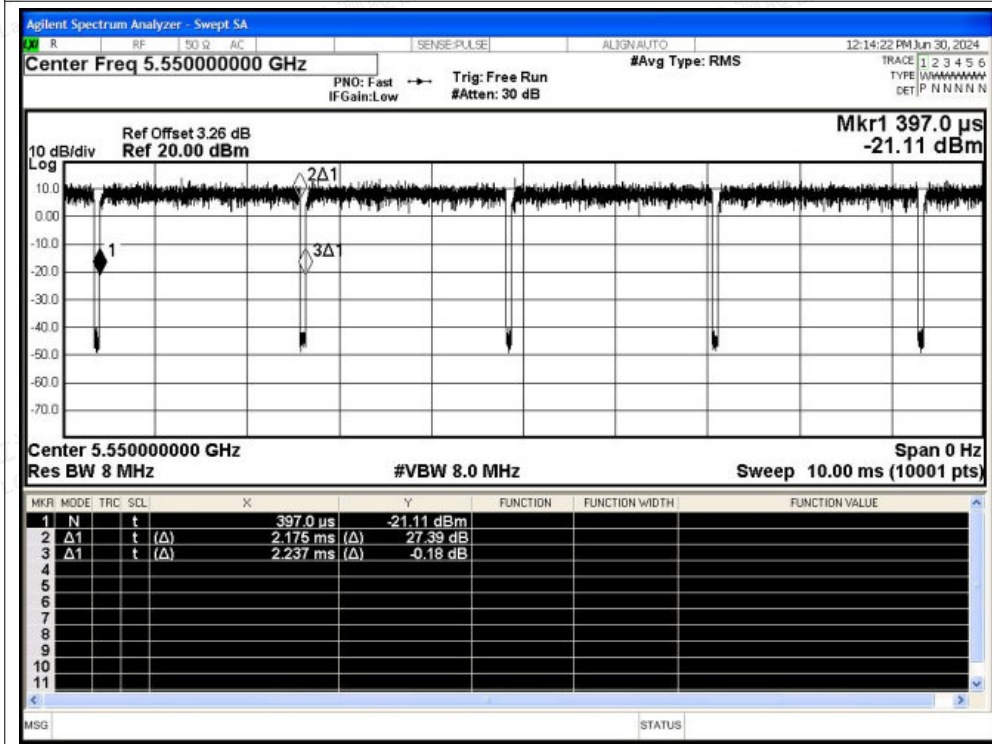 Agilent Spectrum Analyzer - Swept SA
LXI R RF 50 Ω AC SENSE:PULSE ALIGN AUTO 12:14:22 PM Jun 30, 2024
Center Freq 5.550000000 GHz #Avg Type: RMS TRACE 1 2 3 4 5 6
PNO: Fast Trig: Free Run TYPE WWWWWW
IFGain:Low #Atten: 30 dB DET P N N N N N
Mkr1 397.0 µs
-21.11 dBm
Ref Offset 3.26 dB
10 dB/div Ref 20.00 dBm
Log
10.0
0.00
-10.0
-20.0
-30.0
-40.0
-50.0
-60.0
-70.0
2Δ1
1
3Δ1
Center 5.550000000 GHz Span 0 Hz
Res BW 8 MHz #VBW 8.0 MHz Sweep 10.00 ms (10001 pts)
MKR MODE TRC SCL X Y FUNCTION FUNCTION WIDTH FUNCTION VALUE
1 N t 397.0 µs -21.11 dBm
2 Δ1 t (Δ) 2.175 ms (Δ) 27.39 dB
3 Δ1 t (Δ) 2.237 ms (Δ) -0.18 dB
4
5
6
7
8
9
10
11
MSG STATUS